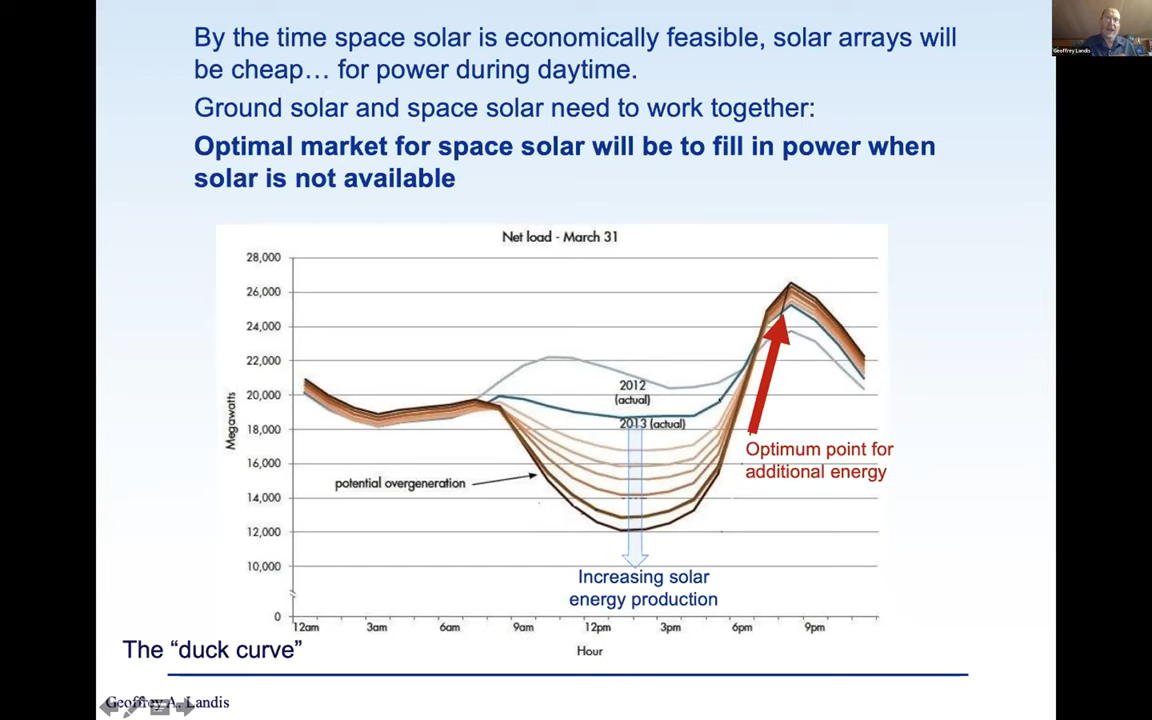 By the time space solar is economically feasible, solar arrays will
be cheap… for power during daytime.
Ground solar and space solar need to work together:
Optimal market for space solar will be to fill in power when
solar is not available
Geoffrey Landis
Net load - March 31
28,000
26,000
24,000
22,000
20,000
18,000
16,000
14,000
12,000
10,000
0
Megawatts
2012
(actual)
2013 (actual)
potential overgeneration
Optimum point for
additional energy
Increasing solar
energy production
12am 3am 6am 9am 12pm 3pm 6pm 9pm
Hour
The “duck curve”
Geoffrey A. Landis